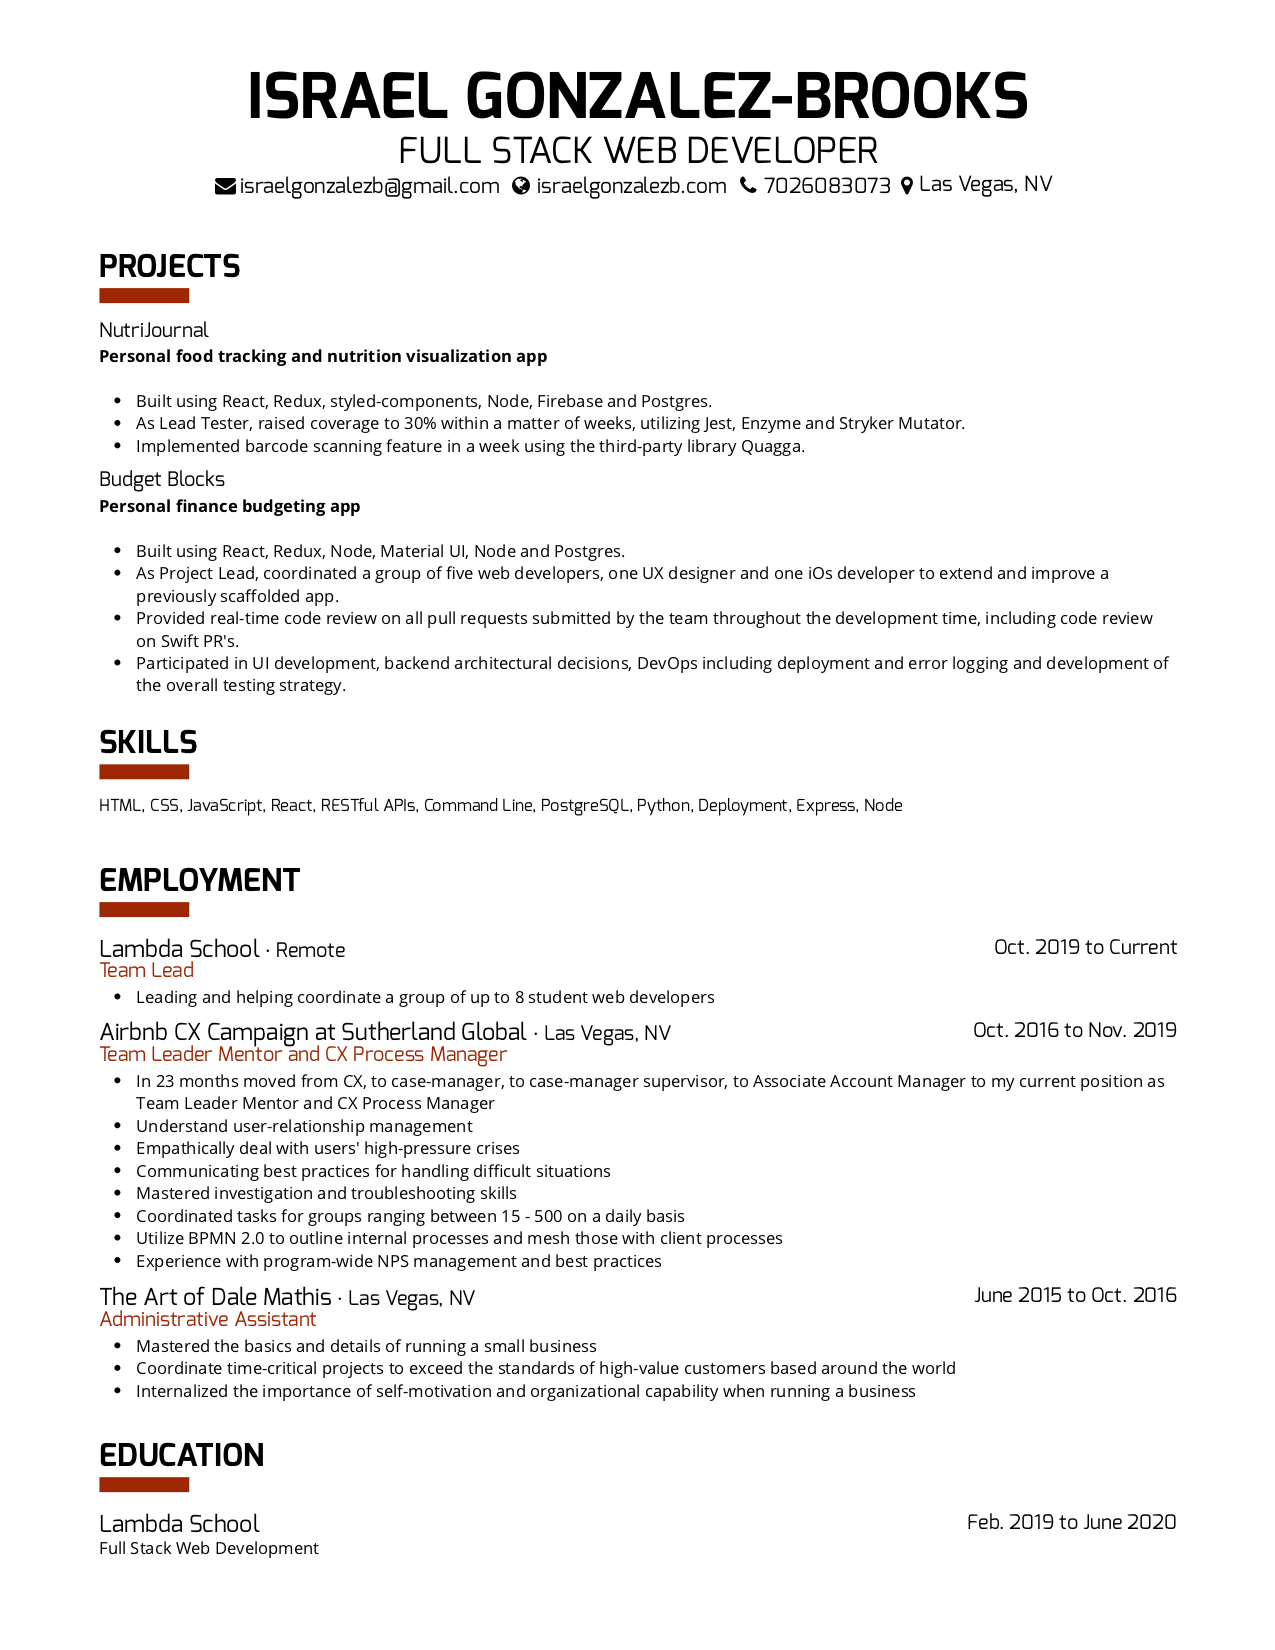 ISRAEL GONZALEZ-BROOKS
FULL STACK WEB DEVELOPER
israelgonzalezb@gmail.com israelgonzalezb.com 7026083073 Las Vegas, NV
PROJECTS
NutriJournal
Personal food tracking and nutrition visualization app
• Built using React, Redux, styled-components, Node, Firebase and Postgres.
• As Lead Tester, raised coverage to 30% within a matter of weeks, utilizing Jest, Enzyme and Stryker Mutator.
• Implemented barcode scanning feature in a week using the third-party library Quagga.
Budget Blocks
Personal finance budgeting app
• Built using React, Redux, Node, Material UI, Node and Postgres.
• As Project Lead, coordinated a group of five web developers, one UX designer and one iOs developer to extend and improve a
previously scaffolded app.
• Provided real-time code review on all pull requests submitted by the team throughout the development time, including code review
on Swift PR's.
• Participated in UI development, backend architectural decisions, DevOps including deployment and error logging and development of
the overall testing strategy.
SKILLS
HTML, CSS, JavaScript, React, RESTful APIs, Command Line, PostgreSQL, Python, Deployment, Express, Node
EMPLOYMENT
Lambda School · Remote Oct. 2019 to Current
Team Lead
• Leading and helping coordinate a group of up to 8 student web developers
Airbnb CX Campaign at Sutherland Global · Las Vegas, NV Oct. 2016 to Nov. 2019
Team Leader Mentor and CX Process Manager
• In 23 months moved from CX, to case-manager, to case-manager supervisor, to Associate Account Manager to my current position as
Team Leader Mentor and CX Process Manager
• Understand user-relationship management
• Empathically deal with users' high-pressure crises
• Communicating best practices for handling difficult situations
• Mastered investigation and troubleshooting skills
• Coordinated tasks for groups ranging between 15 - 500 on a daily basis
• Utilize BPMN 2.0 to outline internal processes and mesh those with client processes
• Experience with program-wide NPS management and best practices
The Art of Dale Mathis · Las Vegas, NV June 2015 to Oct. 2016
Administrative Assistant
• Mastered the basics and details of running a small business
• Coordinate time-critical projects to exceed the standards of high-value customers based around the world
• Internalized the importance of self-motivation and organizational capability when running a business
EDUCATION
Lambda School Feb. 2019 to June 2020
Full Stack Web Development